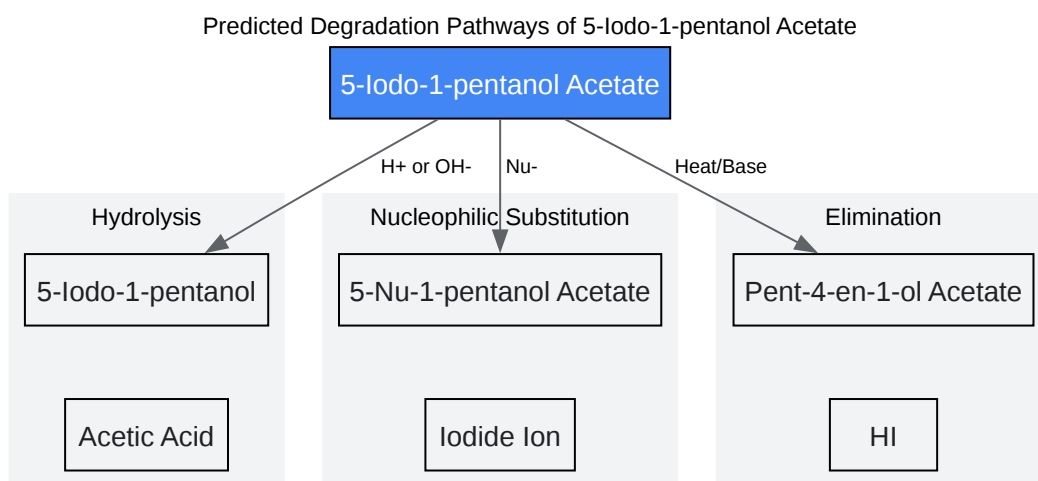 Predicted Degradation Pathways of 5-Iodo-1-pentanol Acetate
5-Iodo-1-pentanol Acetate
H+ or OH-
Nu-
Heat/Base
Hydrolysis
Nucleophilic Substitution
Elimination
5-Iodo-1-pentanol
5-Nu-1-pentanol Acetate
Pent-4-en-1-ol Acetate
Acetic Acid
Iodide Ion
HI